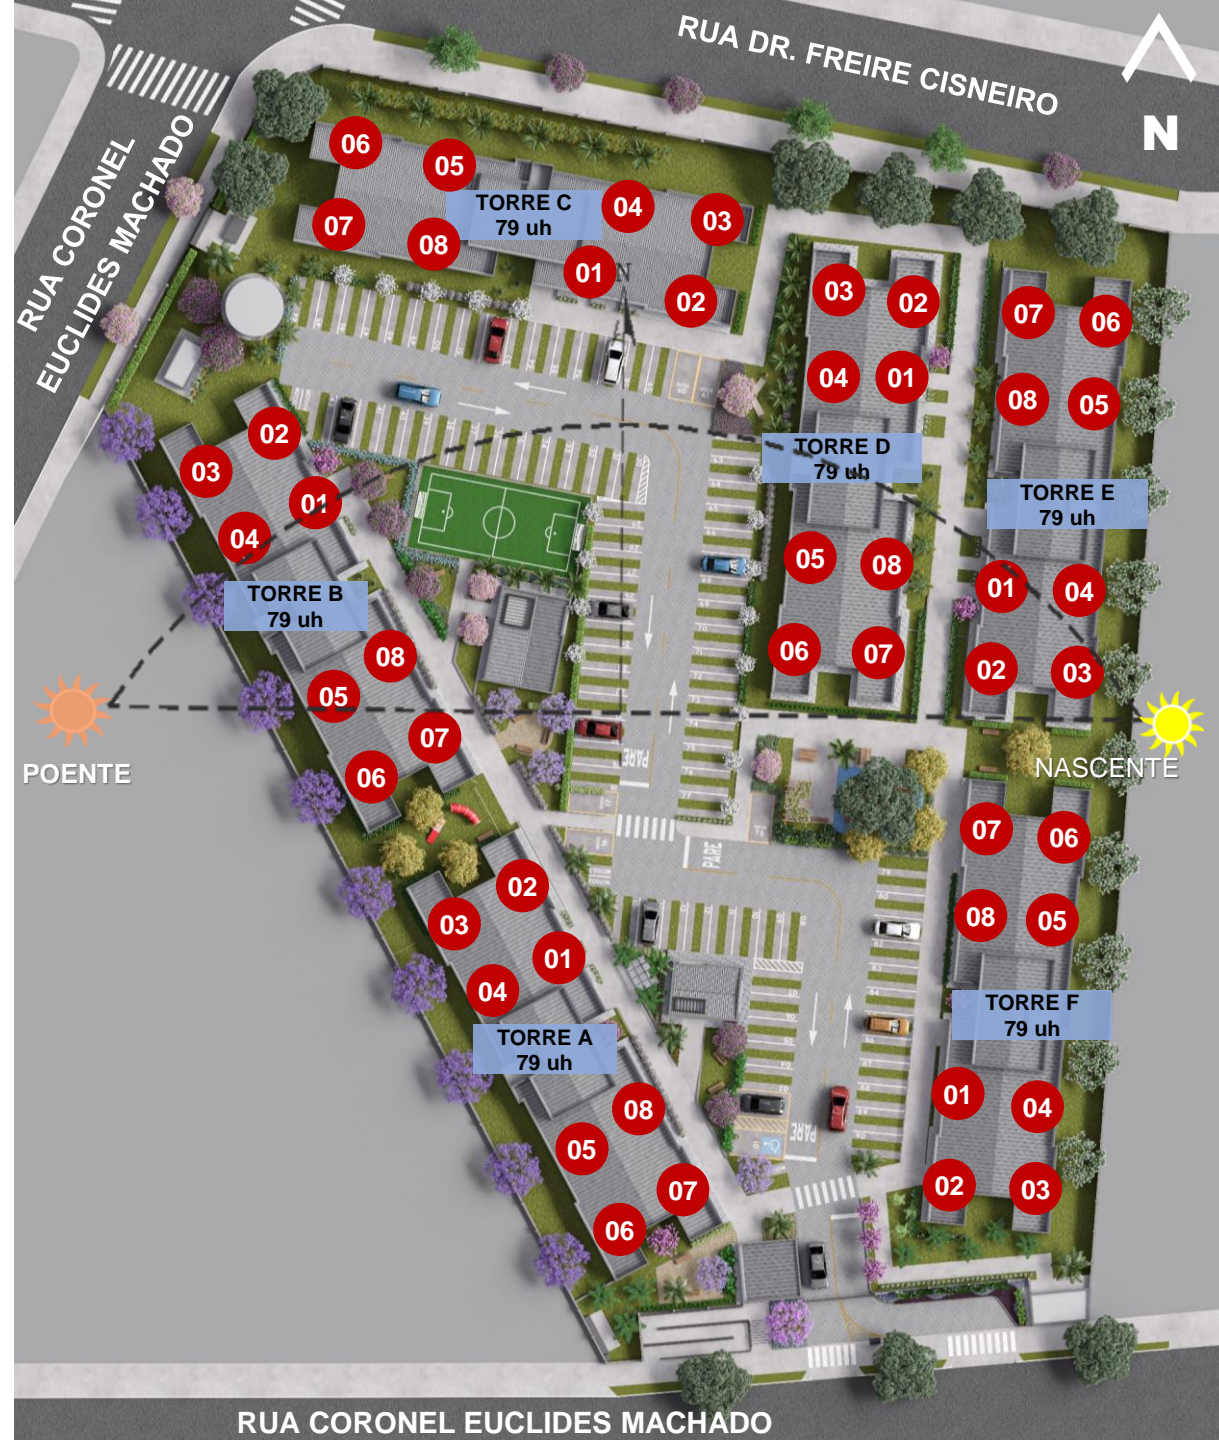 RUA DR. FREIRE CISNEIRO
N
RUA CORONEL
EUCLIDES MACHADO
06
05
TORRE C
79 uh
04
03
07
08
01
02
N
03
02
04
01
TORRE D
79 uh
05
08
06
07
07
06
08
05
TORRE E
79 uh
01
04
02
03
02
03
01
04
TORRE B
79 uh
08
05
07
06
POENTE
NASCENTE
PARE
PARE
02
03
01
04
TORRE A
79 uh
08
05
07
06
07
06
08
05
TORRE F
79 uh
01
04
02
03
PARE
RUA CORONEL EUCLIDES MACHADO